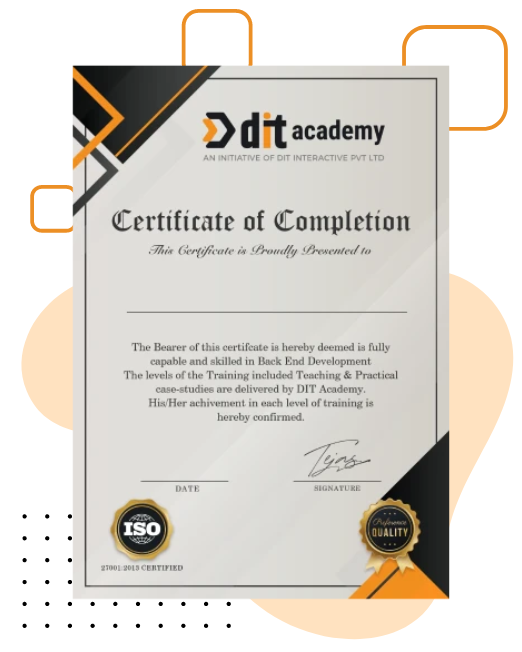 dit academy
AN INITIATIVE OF DIT INTERACTIVE PVT LTD
Certificate of Completion
This Certificate is Proudly Presented to
The Bearer of this certifcate is hereby deemed is fully
capable and skilled in Back End Development
The levels of the Training included Teaching & Practical
case-studies are delivered by DIT Academy.
His/Her achivement in each level of training is
hereby confirmed.
Tejas
DATE
SIGNATURE
ISO
QUALITY
27001:2013 CERTIFIED